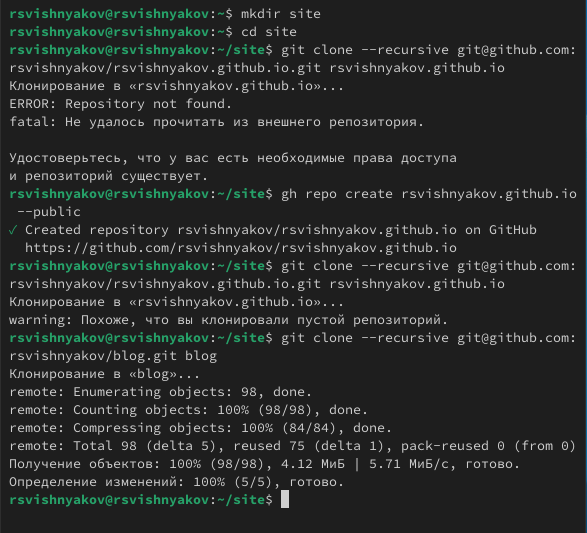 rsvishnyakov@rsvishnyakov:~$ mkdir site
rsvishnyakov@rsvishnyakov:~$ cd site
rsvishnyakov@rsvishnyakov:~/site$ git clone --recursive git@github.com:
rsvishnyakov/rsvishnyakov.github.io.git rsvishnyakov.github.io
Клонирование в «rsvishnyakov.github.io»...
ERROR: Repository not found.
fatal: Не удалось прочитать из внешнего репозитория.

Удостоверьтесь, что у вас есть необходимые права доступа
и репозиторий существует.
rsvishnyakov@rsvishnyakov:~/site$ gh repo create rsvishnyakov.github.io
 --public
✓ Created repository rsvishnyakov/rsvishnyakov.github.io on GitHub
  https://github.com/rsvishnyakov/rsvishnyakov.github.io
rsvishnyakov@rsvishnyakov:~/site$ git clone --recursive git@github.com:
rsvishnyakov/rsvishnyakov.github.io.git rsvishnyakov.github.io
Клонирование в «rsvishnyakov.github.io»...
warning: Похоже, что вы клонировали пустой репозиторий.
rsvishnyakov@rsvishnyakov:~/site$ git clone --recursive git@github.com:
rsvishnyakov/blog.git blog
Клонирование в «blog»...
remote: Enumerating objects: 98, done.
remote: Counting objects: 100% (98/98), done.
remote: Compressing objects: 100% (84/84), done.
remote: Total 98 (delta 5), reused 75 (delta 1), pack-reused 0 (from 0)
Получение объектов: 100% (98/98), 4.12 МиБ | 5.71 МиБ/с, готово.
Определение изменений: 100% (5/5), готово.
rsvishnyakov@rsvishnyakov:~/site$